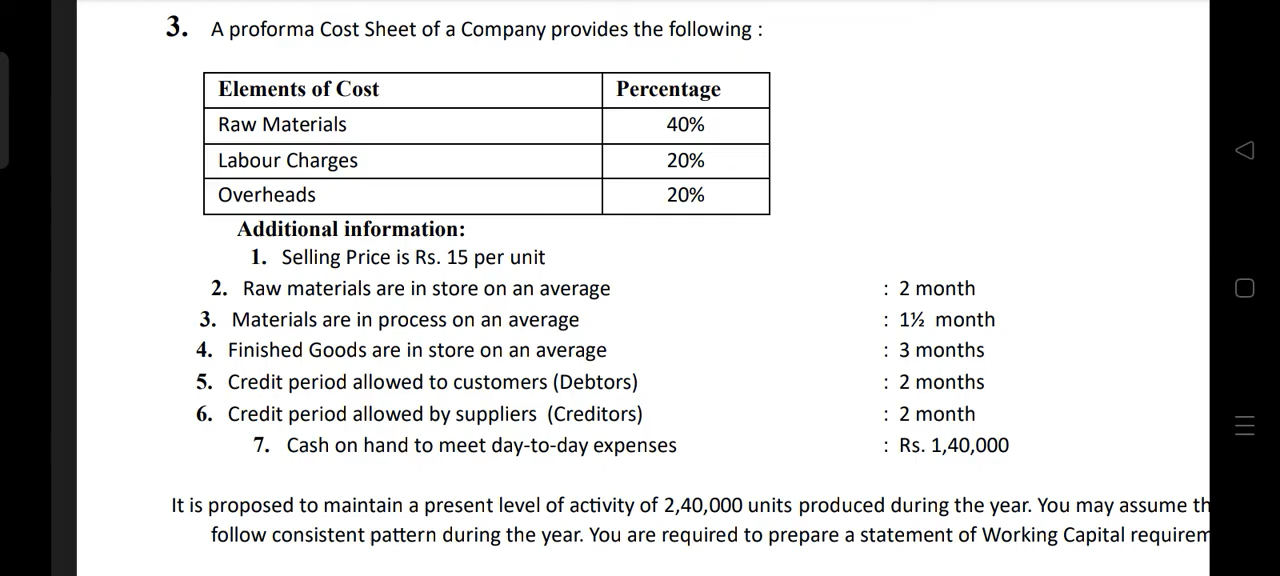 3. A proforma Cost Sheet of a Company provides the following :
Elements of Cost Percentage
Raw Materials 40%
Labour Charges 20%
Overheads 20%
Additional information:
1. Selling Price is Rs. 15 per unit
2. Raw materials are in store on an average : 2 month
3. Materials are in process on an average : 1½ month
4. Finished Goods are in store on an average : 3 months
5. Credit period allowed to customers (Debtors) : 2 months
6. Credit period allowed by suppliers (Creditors) : 2 month
7. Cash on hand to meet day-to-day expenses : Rs. 1,40,000
It is proposed to maintain a present level of activity of 2,40,000 units produced during the year. You may assume th
follow consistent pattern during the year. You are required to prepare a statement of Working Capital requirem